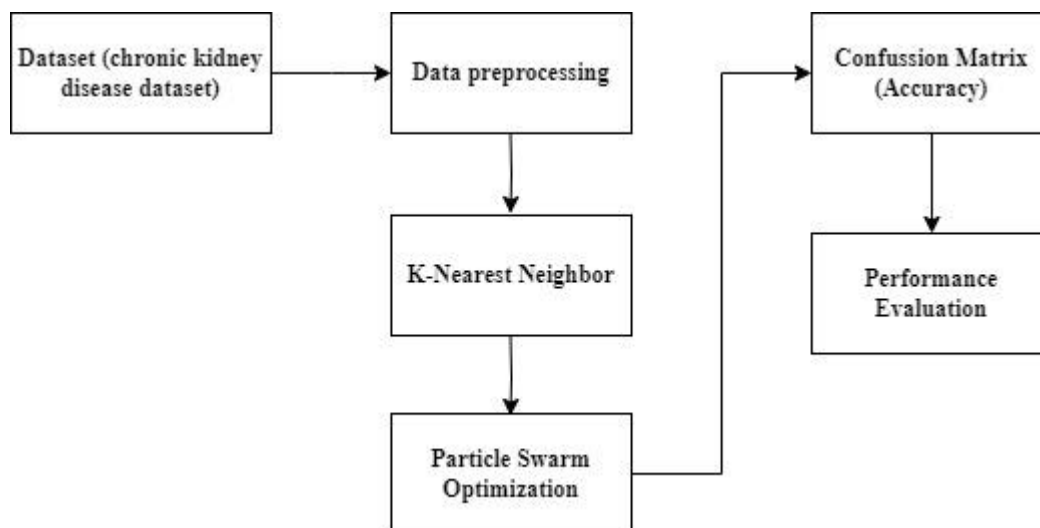 Dataset (chronic kidney
disease dataset)
Data preprocessing
K-Nearest Neighbor
Particle Swarm
Optimization
Confussion Matrix
(Accuracy)
Performance
Evaluation